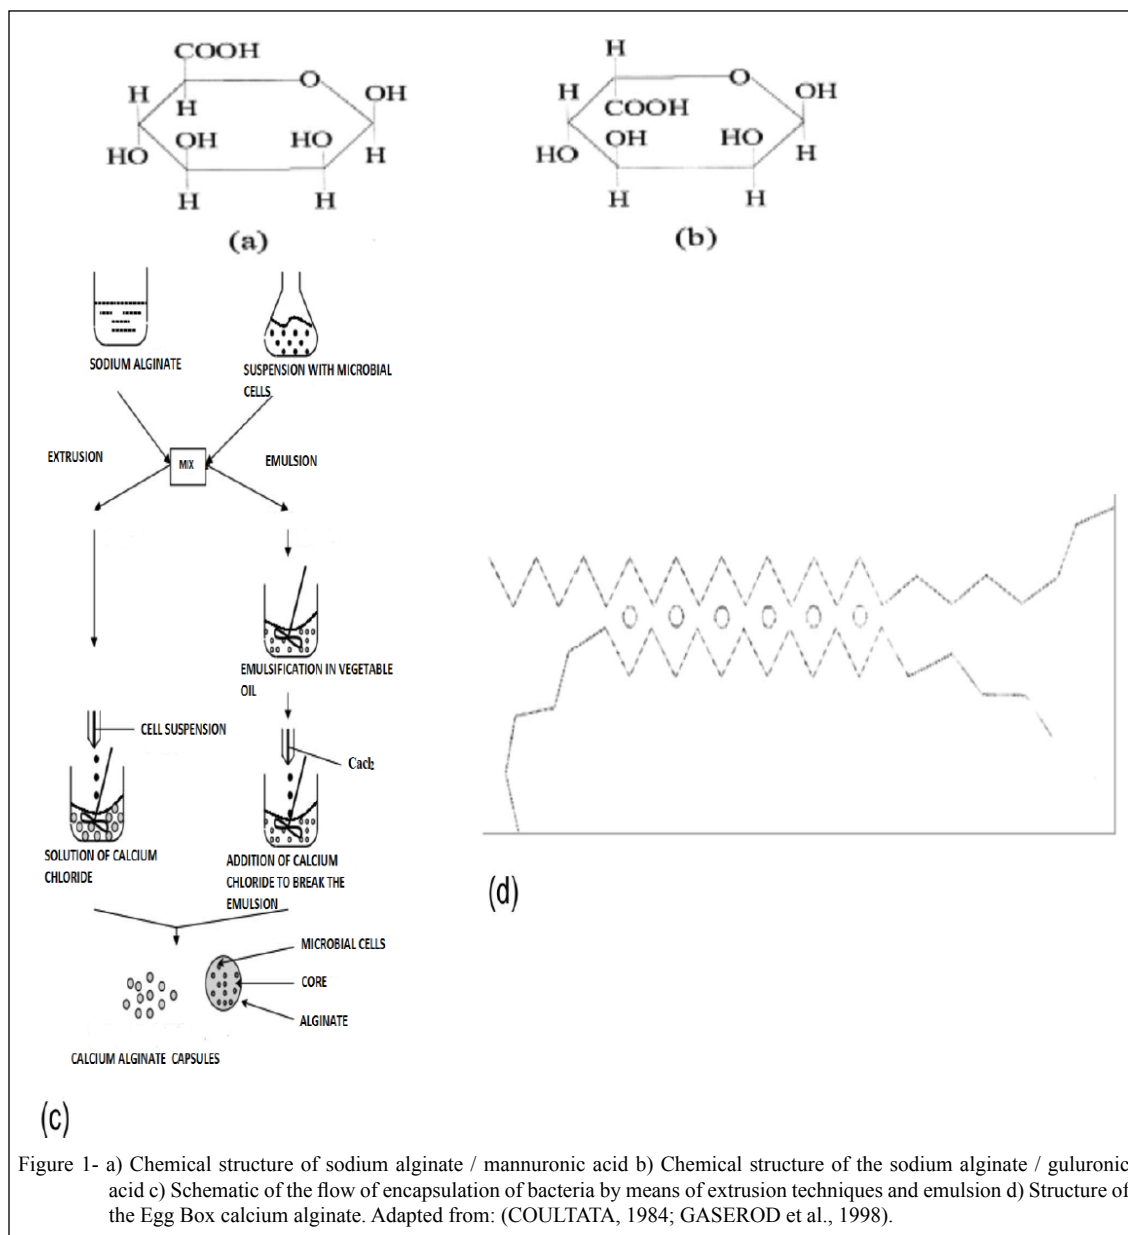 COOH
O
H
H
OH
OH
HO
HO
H
H
H
(a)
H
O
H
COOH
OH
OH
HO
HO
H
H
H
(b)
SODIUM ALGINATE
SUSPENSION WITH MICROBIAL
CELLS
EXTRUSION
MIX
EMULSION
EMULSIFICATION IN VEGETABLE
OIL
CELL SUSPENSION
Cacl2
SOLUTION OF CALCIUM
CHLORIDE
ADDITION OF CALCIUM
CHLORIDE TO BREAK THE
EMULSION
MICROBIAL CELLS
CORE
ALGINATE
CALCIUM ALGINATE CAPSULES
(c)
(d)
Figure 1- a) Chemical structure of sodium alginate / mannuronic acid b) Chemical structure of the sodium alginate / guluronic
acid c) Schematic of the flow of encapsulation of bacteria by means of extrusion techniques and emulsion d) Structure of
the Egg Box calcium alginate. Adapted from: (COULTATA, 1984; GASEROD et al., 1998).